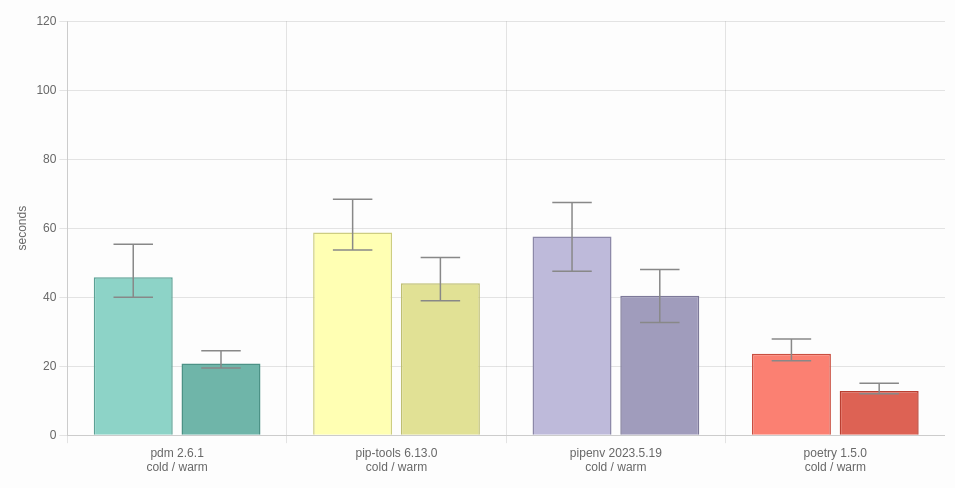 120
100
80
60
40
20
0
seconds
pdm 2.6.1
cold / warm
pip-tools 6.13.0
cold / warm
pipenv 2023.5.19
cold / warm
poetry 1.5.0
cold / warm